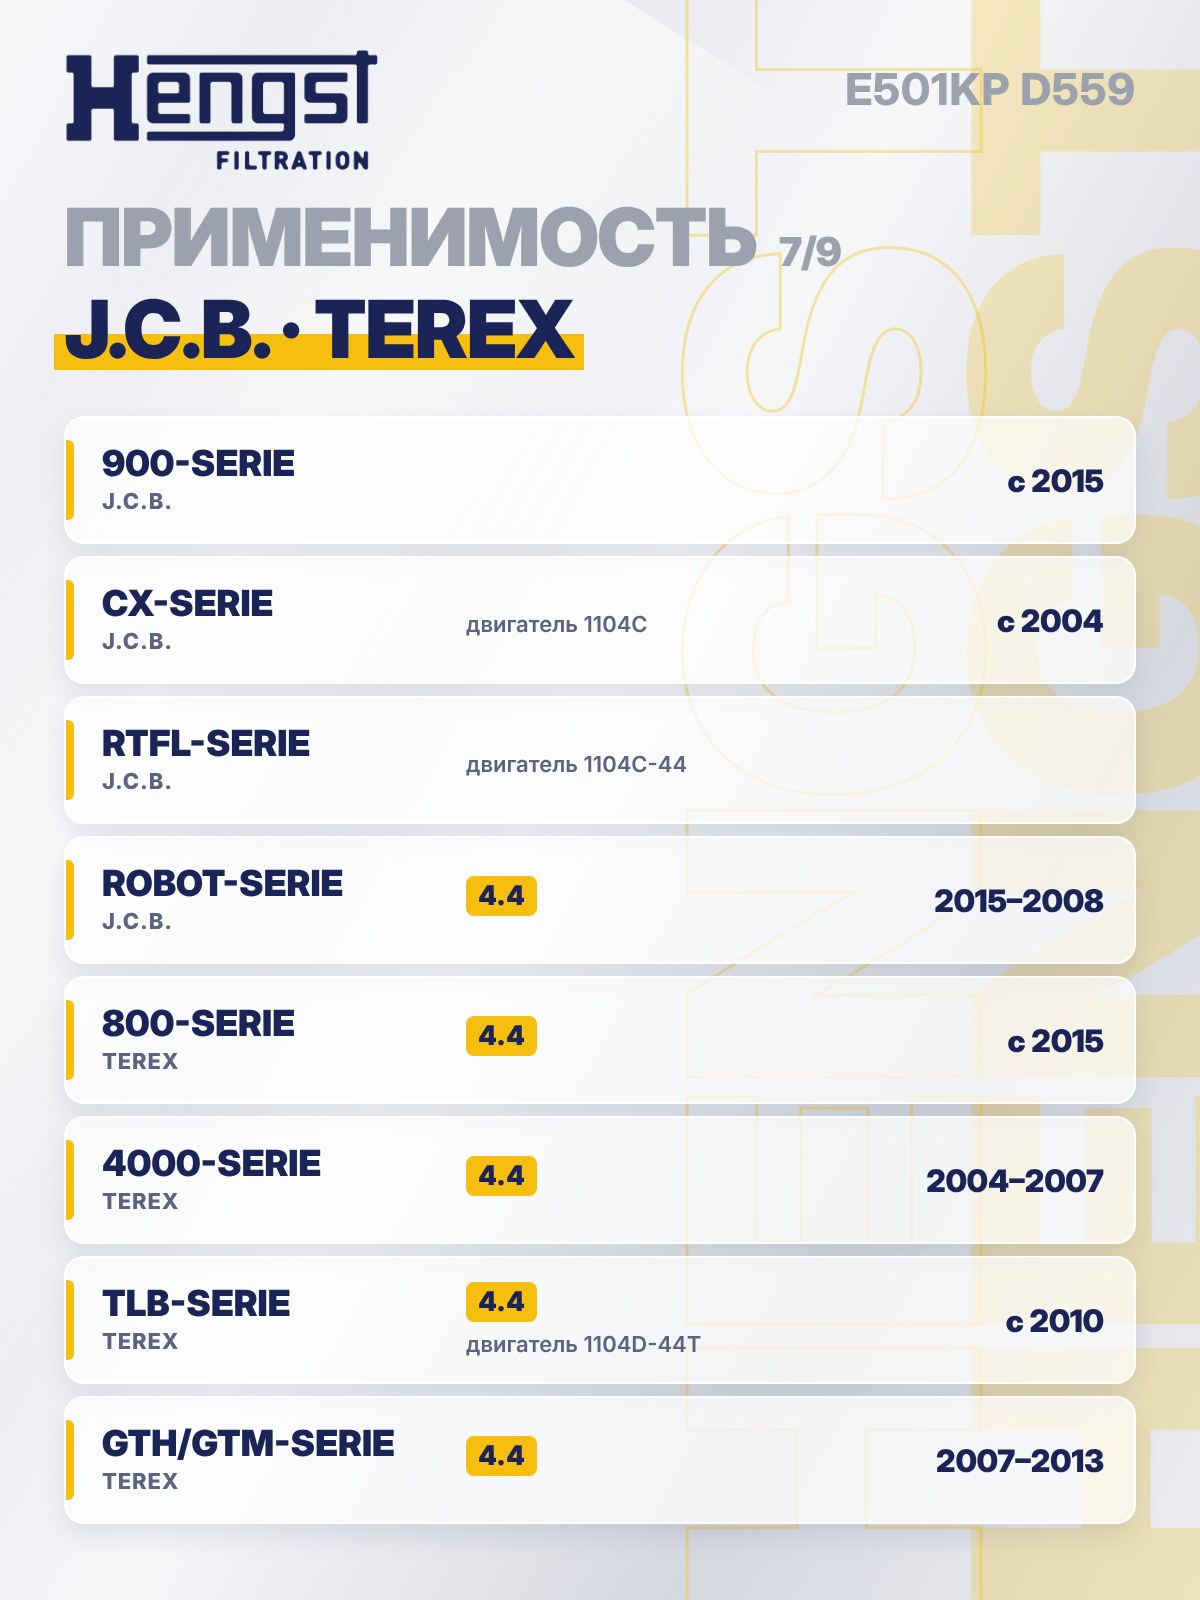 Hengst
FILTRATION
E501KP D559
ПРИМЕНИМОСТЬ 7/9
J.C.B. · TEREX
900-SERIE
J.C.B.
с 2015
CX-SERIE
J.C.B.
двигатель 1104C
с 2004
RTFL-SERIE
J.C.B.
двигатель 1104C-44
ROBOT-SERIE
J.C.B.
4.4
2015–2008
800-SERIE
TEREX
4.4
с 2015
4000-SERIE
TEREX
4.4
2004–2007
TLB-SERIE
TEREX
4.4
двигатель 1104D-44T
с 2010
GTH/GTM-SERIE
TEREX
4.4
2007–2013
HENGST
HENGST